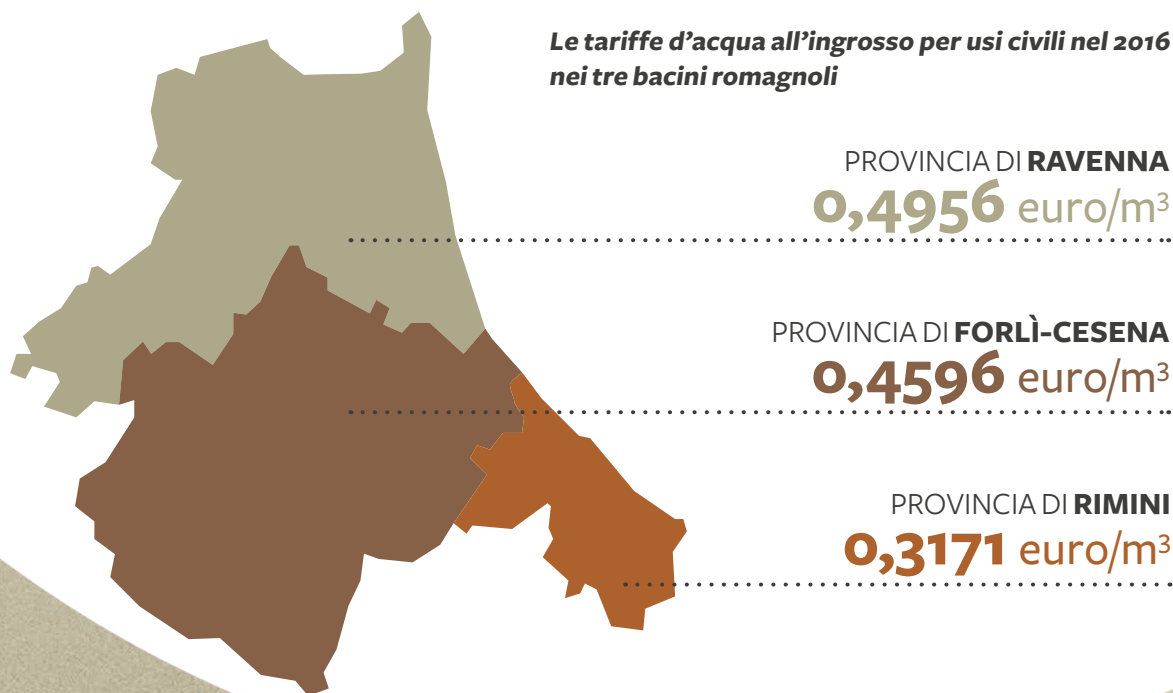 Le tariffe d’acqua all’ingrosso per usi civili nel 2016
nei tre bacini romagnoli
PROVINCIA DI RAVENNA
0,4956 euro/m³
PROVINCIA DI FORLÌ-CESENA
0,4596 euro/m³
PROVINCIA DI RIMINI
0,3171 euro/m³